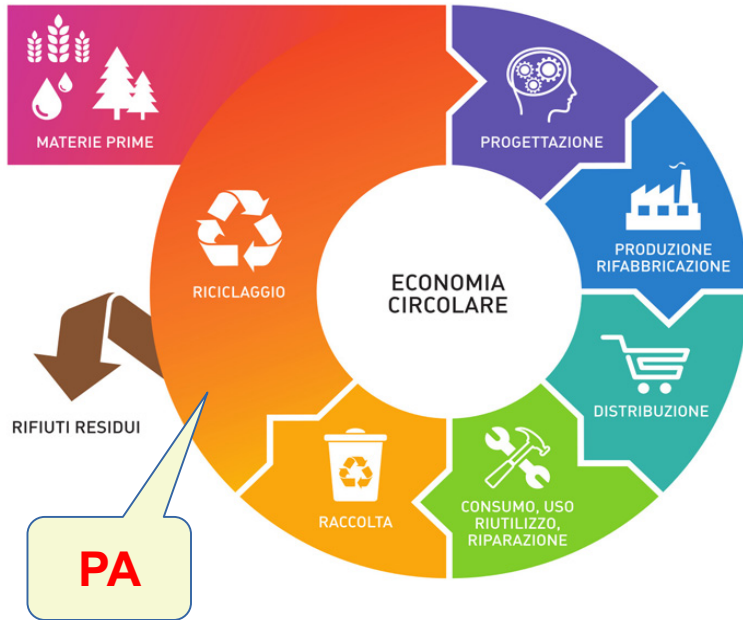 MATERIE PRIME
PROGETTAZIONE
PRODUZIONE
RIFABBRICAZIONE
DISTRIBUZIONE
CONSUMO, USO
RIUTILIZZO,
RIPARAZIONE
RACCOLTA
RICICLAGGIO
RIFIUTI RESIDUI
ECONOMIA
CIRCOLARE
PA